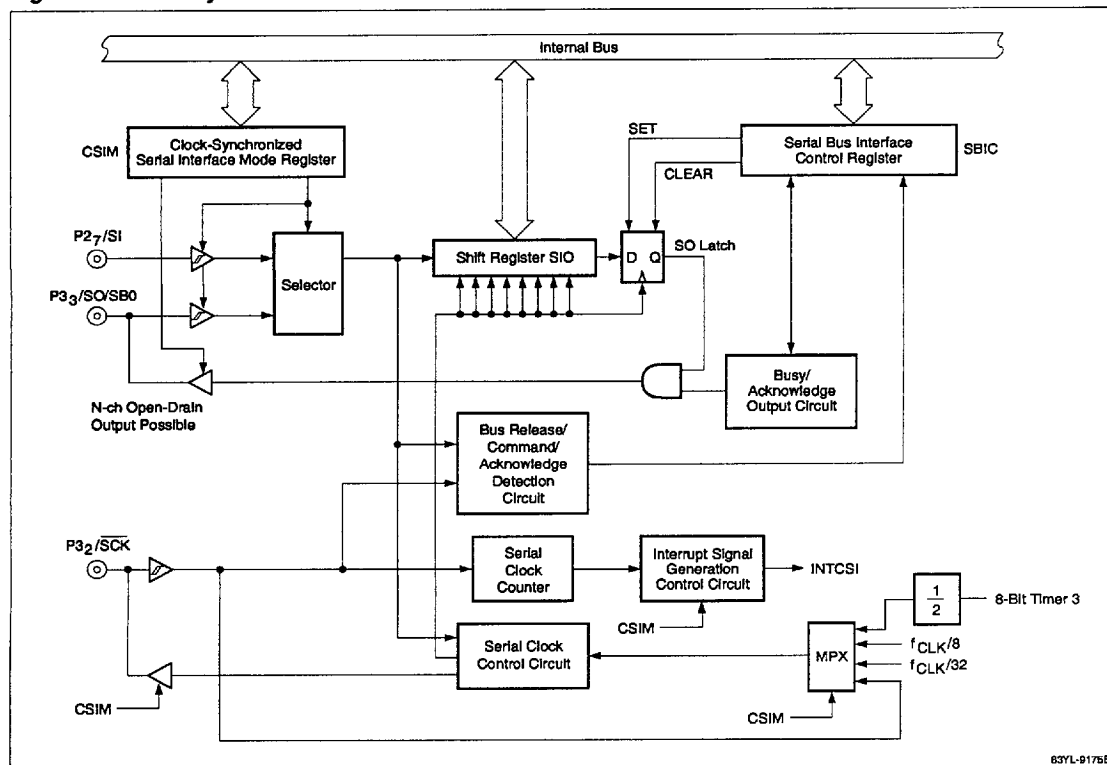 Internal Bus
CSIM
Clock-Synchronized
Serial Interface Mode Register
SET
CLEAR
Serial Bus Interface
Control Register
SBIC
P2₇/SI
P3₃/SO/SB0
Selector
Shift Register SIO
D Q
SO Latch
N-ch Open-Drain
Output Possible
Busy/
Acknowledge
Output Circuit
Bus Release/
Command/
Acknowledge
Detection
Circuit
P3₂/S̅C̅K̅
Serial
Clock
Counter
Interrupt Signal
Generation
Control Circuit
INTCSI
CSIM
1
2
8-Bit Timer 3
Serial Clock
Control Circuit
MPX
fCLK/8
fCLK/32
CSIM
CSIM
83YL-9175B